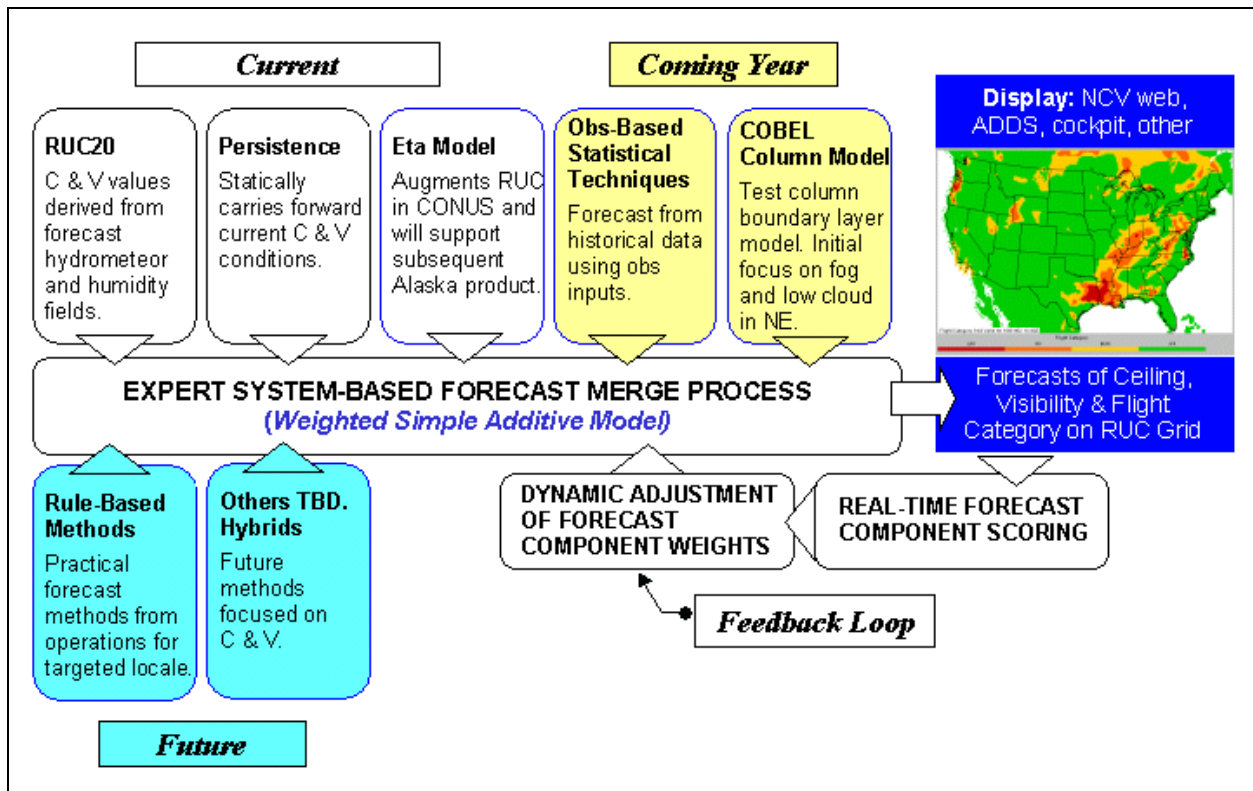 Current
Coming Year
RUC20
C & V values
derived from
forecast
hydrometeor
and humidity
fields.
Persistence
Statically
carries forward
current C & V
conditions.
Eta Model
Augments RUC
in CONUS and
will support
subsequent
Alaska product.
Obs-Based
Statistical
Techniques
Forecast from
historical data
using obs
inputs.
COBEL
Column Model
Test column
boundary layer
model. Initial
focus on fog
and low cloud
in NE.
Display: NCV web,
ADDS, cockpit, other
EXPERT SYSTEM-BASED FORECAST MERGE PROCESS
(Weighted Simple Additive Model)
Forecasts of Ceiling,
Visibility & Flight
Category on RUC Grid
Rule-Based
Methods
Practical
forecast
methods from
operations for
targeted locale.
Others TBD.
Hybrids
Future
methods
focused on
C & V.
DYNAMIC ADJUSTMENT
OF FORECAST
COMPONENT WEIGHTS
REAL-TIME FORECAST
COMPONENT SCORING
Feedback Loop
Future